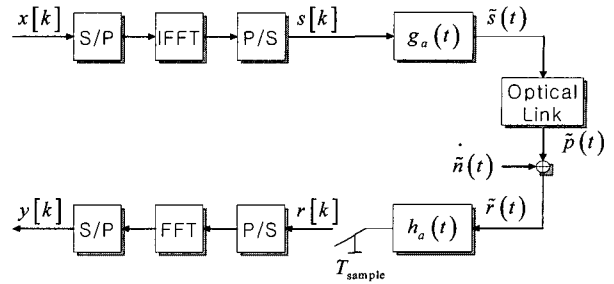 x[k] S/P IFFT P/S s[k] g_a(t) s̃(t)
Optical
Link
p̃(t)
ṅ̃(t)
y[k] S/P FFT P/S r[k] h_a(t) r̃(t)
T_sample